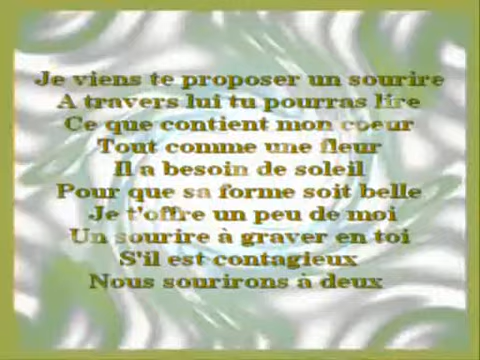 Je viens te proposer un sourire
A travers lui tu pourras lire
Ce que contient mon coeur
Tout comme une fleur
Il a besoin de soleil
Pour que sa forme soit belle
Je t'offre un peu de moi
Un sourire à graver en toi
S'il est contagieux
Nous sourirons à deux